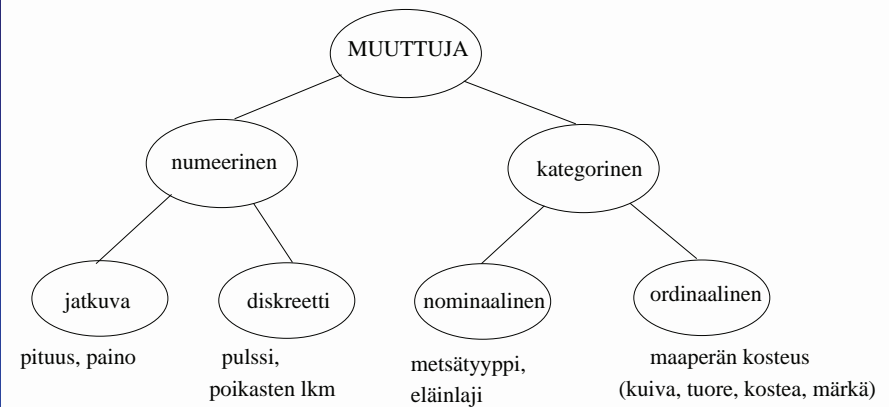 MUUTTUJA
numeerinen
kategorinen
jatkuva
diskreetti
nominaalinen
ordinaalinen
pituus, paino
pulssi,
poikasten lkm
metsätyyppi,
eläinlaji
maaperän kosteus
(kuiva, tuore, kostea, märkä)